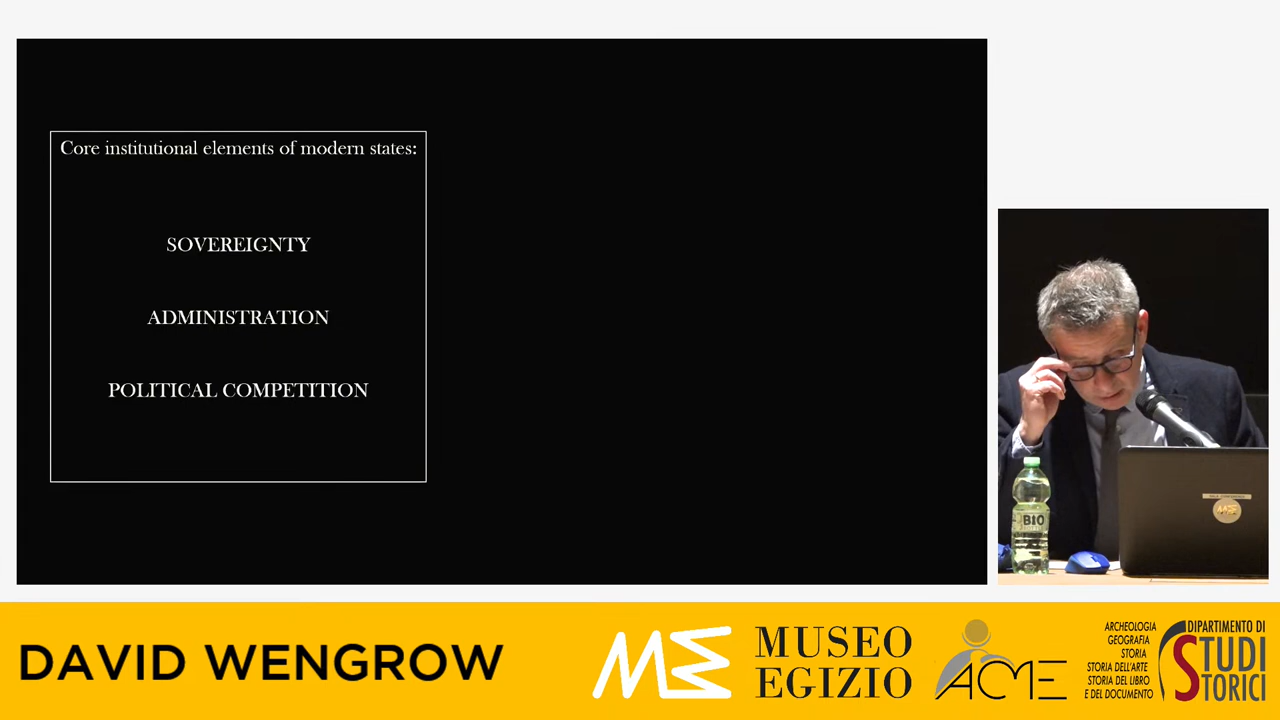 Core institutional elements of modern states:
SOVEREIGNTY
ADMINISTRATION
POLITICAL COMPETITION
BIO
DAVID WENGROW
MUSEO
EGIZIO
ACME
ARCHEOLOGIA
GEOGRAFIA
STORIA
STORIA DELL'ARTE
STORIA DEL LIBRO
E DEL DOCUMENTO
DIPARTIMENTO DI
STUDI
STORICI